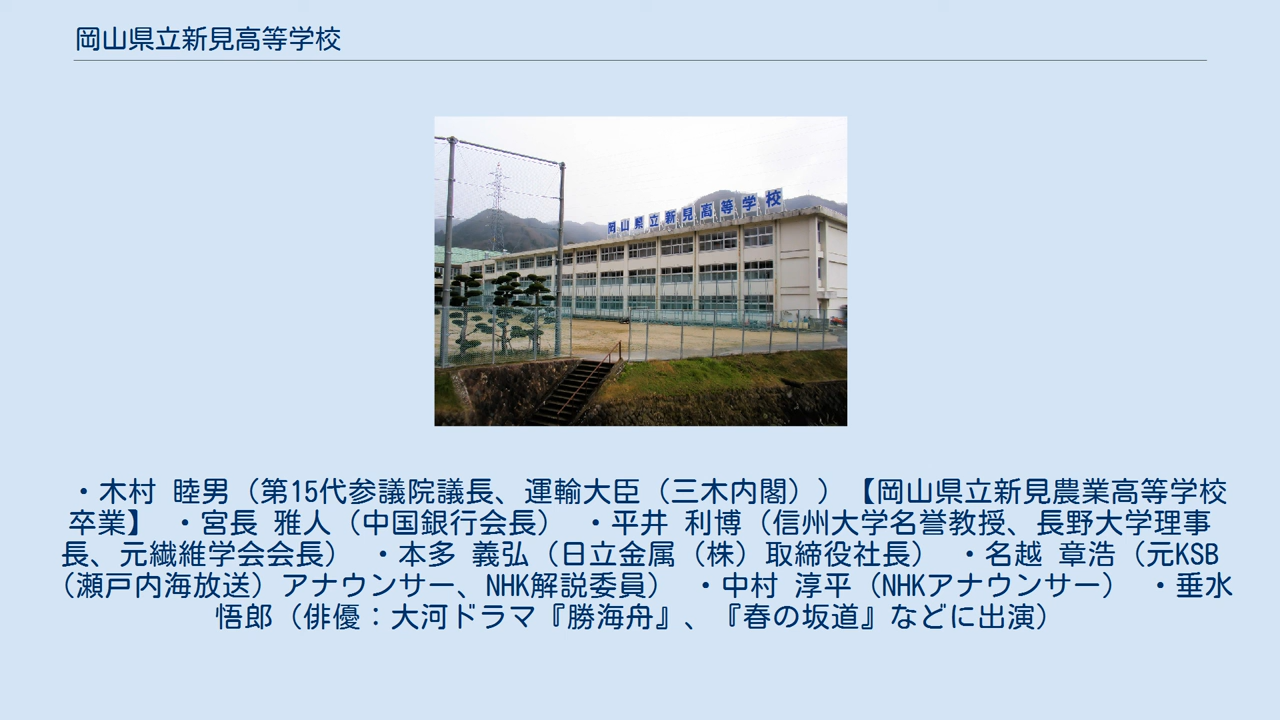 岡山県立新見高等学校
岡山県立新見高等学校
・木村 睦男（第15代参議院議長、運輸大臣（三木内閣））【岡山県立新見農業高等学校
卒業】 ・宮長 雅人（中国銀行会長） ・平井 利博（信州大学名誉教授、長野大学理事
長、元繊維学会会長） ・本多 義弘（日立金属（株）取締役社長） ・名越 章浩（元KSB
（瀬戸内海放送）アナウンサー、NHK解説委員） ・中村 淳平（NHKアナウンサー） ・垂水
悟郎（俳優：大河ドラマ『勝海舟』、『春の坂道』などに出演）